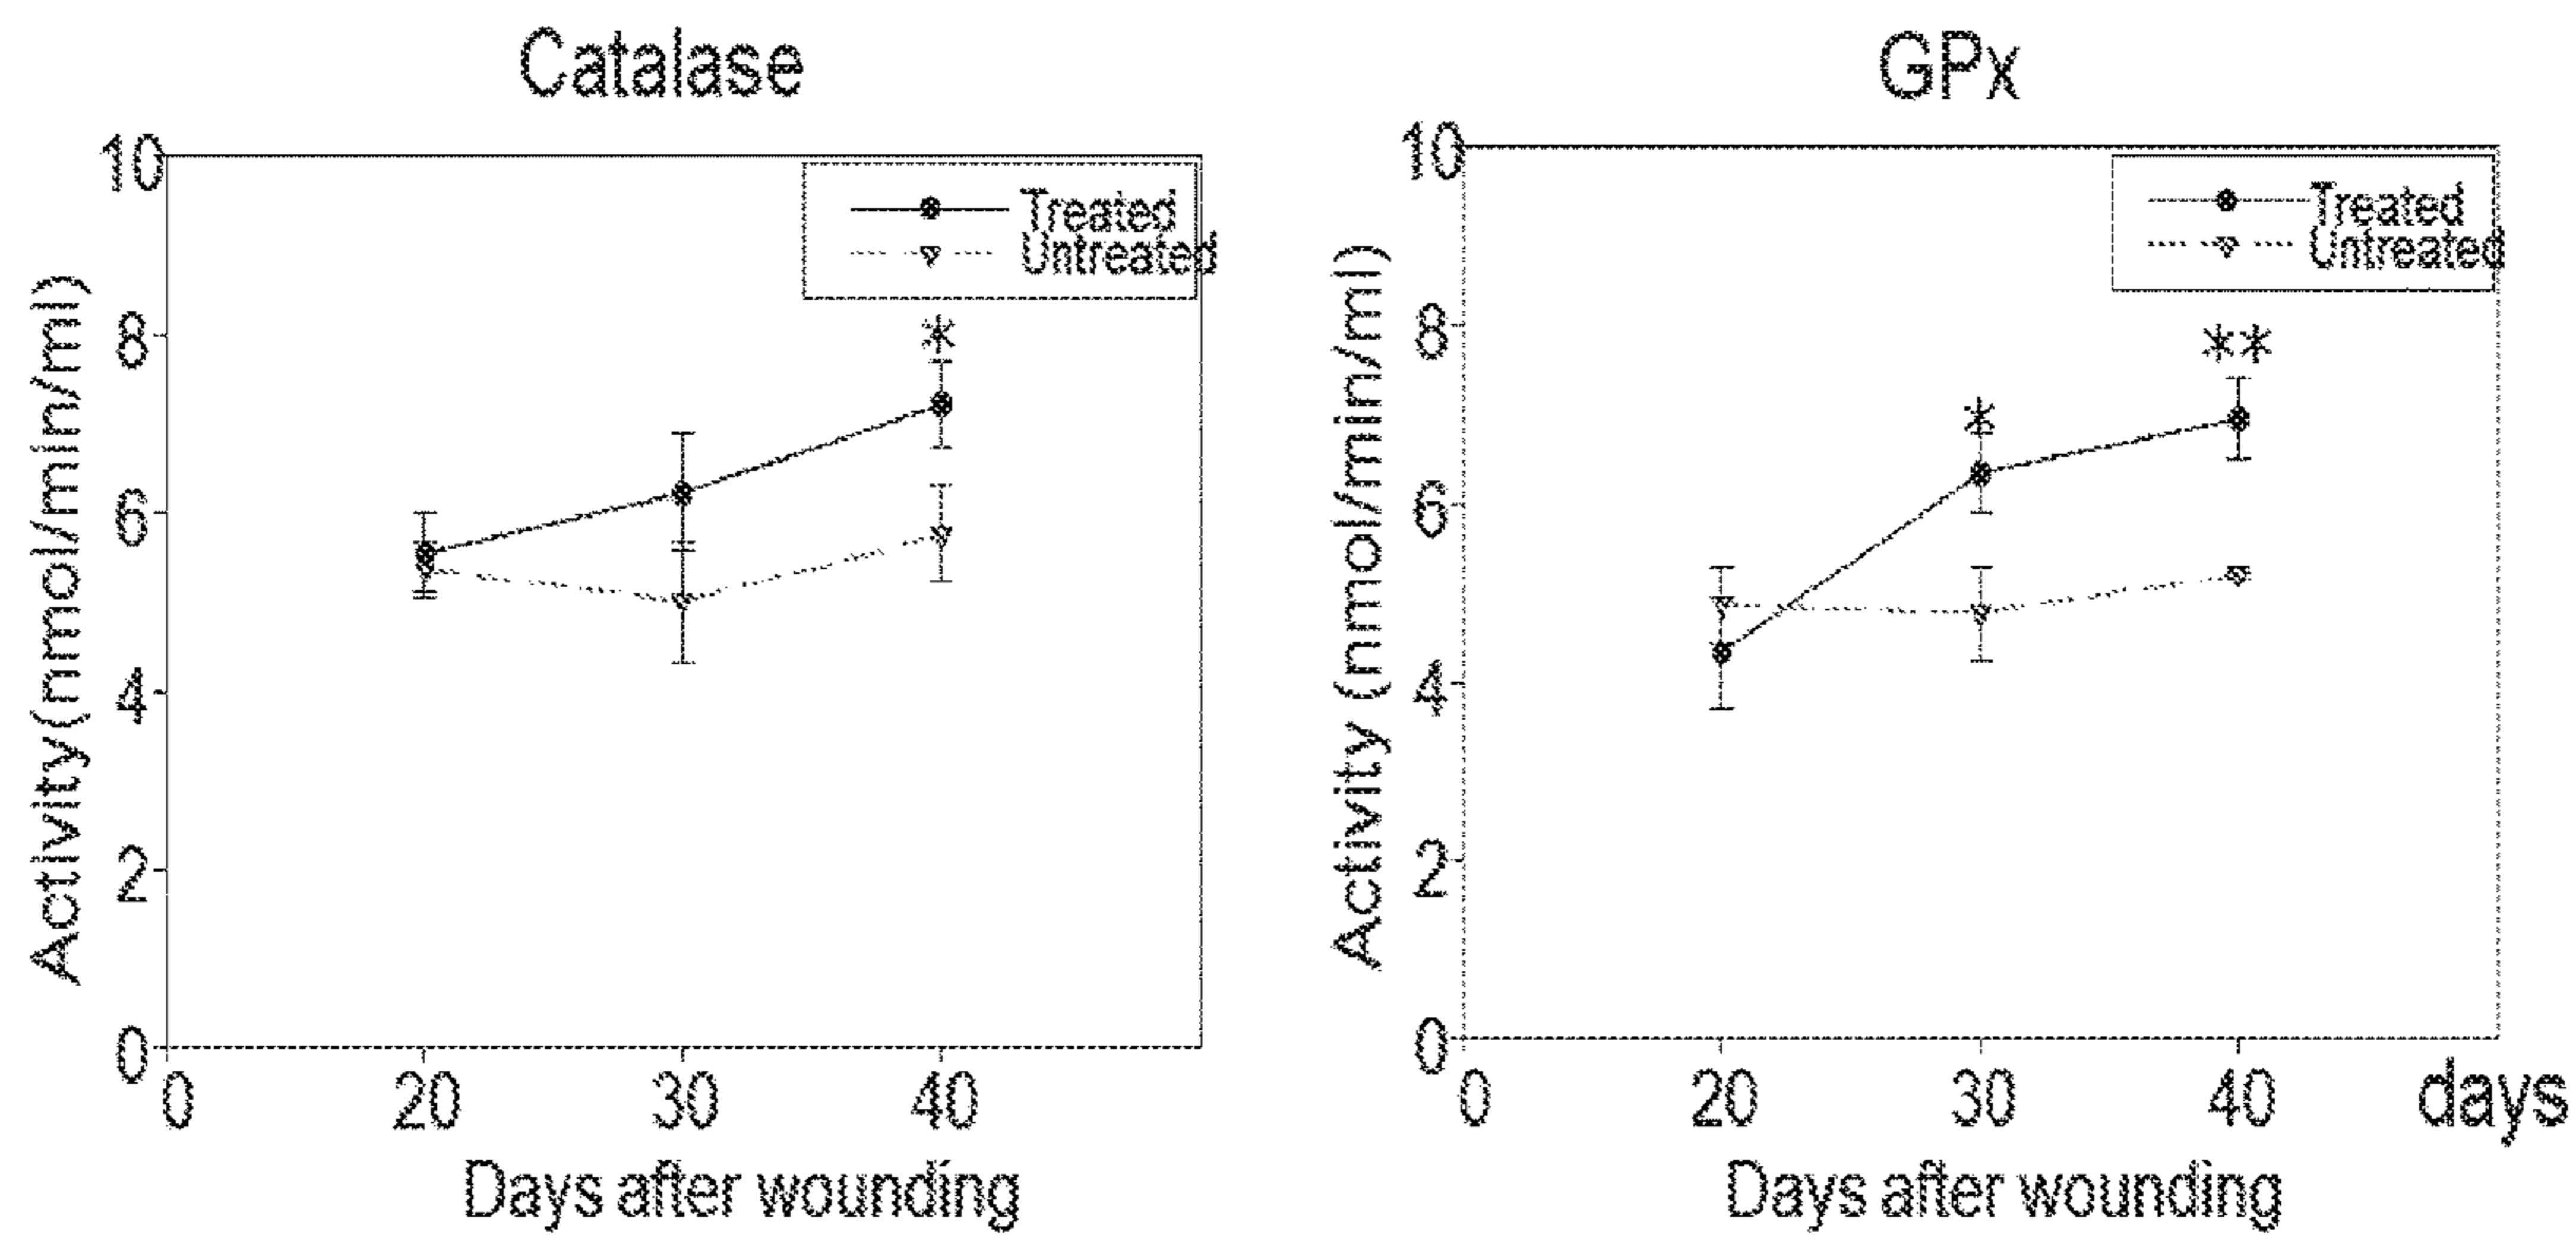 Catalase
Activity(nmol/min/ml)
10
8
6
4
2
0
Treated
Untreated
*
0 20 30 40
Days after wounding
GPx
Activity (nmol/min/ml)
10
8
6
4
2
0
Treated
Untreated
*
**
0 20 30 40 days
Days after wounding